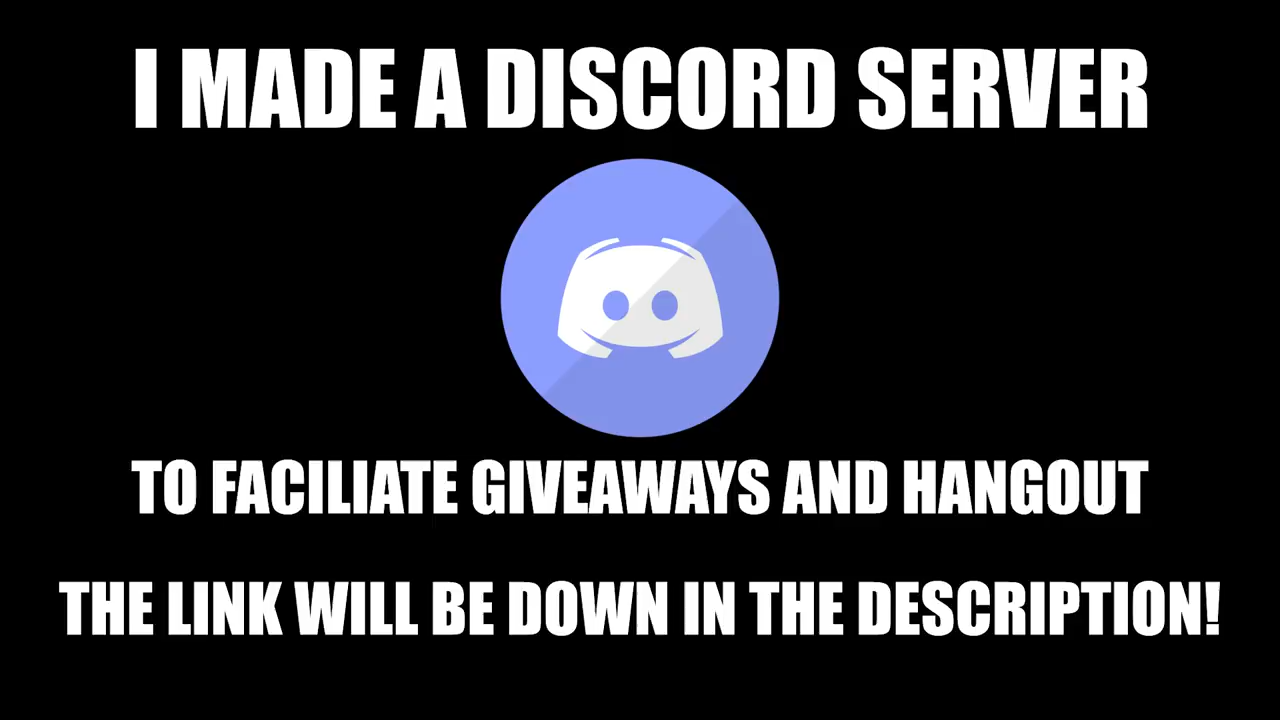 I MADE A DISCORD SERVER
TO FACILIATE GIVEAWAYS AND HANGOUT
THE LINK WILL BE DOWN IN THE DESCRIPTION!